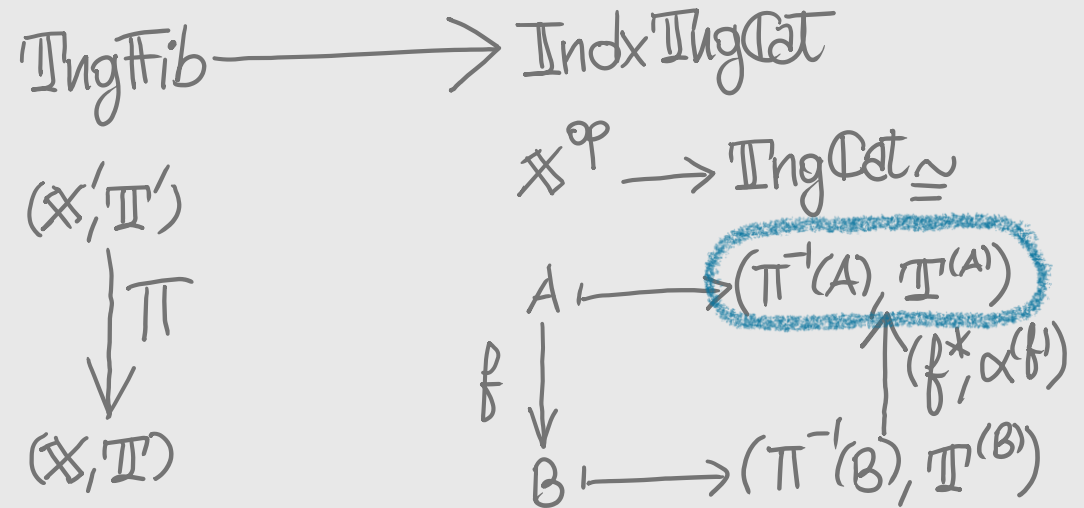 𝕋ngFib ⟶ IndxTngCat
𝕏^op ⟶ 𝕋ngCat≅
(𝕏', 𝕋')
π
A ↦ (π⁻¹(A), 𝕋^(A))
f (f*, α^(f))
(𝕏, 𝕋)
B ↦ (π⁻¹(B), 𝕋^(B))